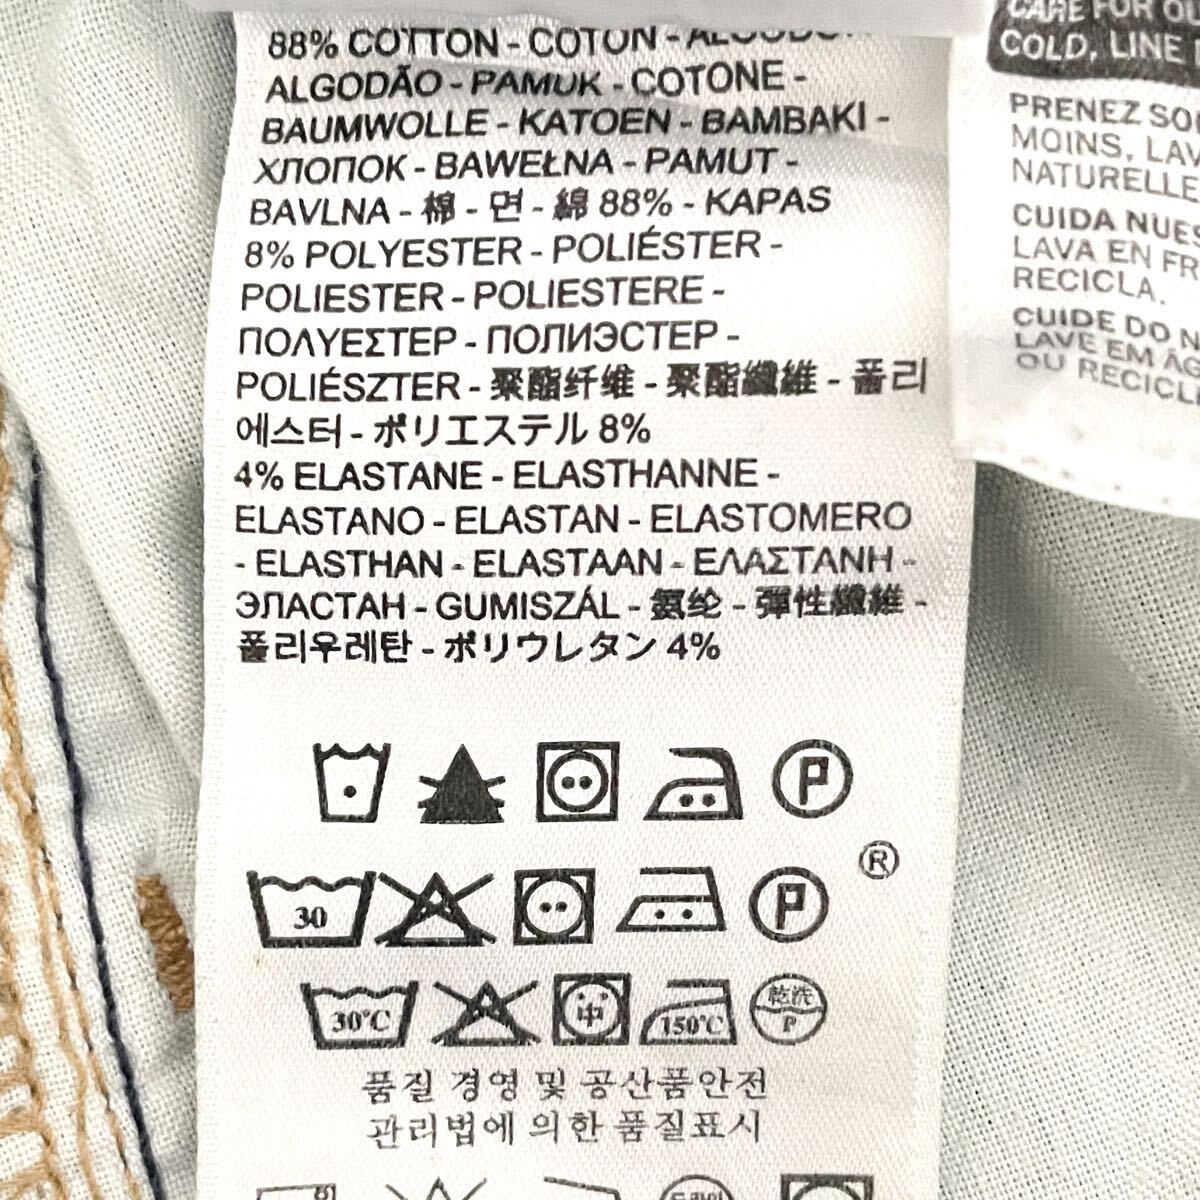 88% COTTON - COTON - ALGODÓN
ALGODÃO - PAMUK - COTONE -
BAUMWOLLE - KATOEN - BAMBAKI -
ХЛОПОК - BAWEŁNA - PAMUT -
BAVLNA - 棉 - 면 - 綿 88% - KAPAS
8% POLYESTER - POLIÉSTER -
POLIESTER - POLIESTERE -
ΠΟΛΥΕΣΤΕΡ - ПОЛИЭСТЕР -
POLIÉSZTER - 聚酯纤维 - 聚酯纖維 - 폴리
에스터 - ポリエステル 8%
4% ELASTANE - ELASTHANNE -
ELASTANO - ELASTAN - ELASTOMERO
- ELASTHAN - ELASTAAN - ΕΛΑΣΤΑΝΗ -
ЭЛАСТАН - GUMISZÁL - 氨纶 - 彈性纖維 -
폴리우레탄 - ポリウレタン 4%
P
®
30
P
30°C
中
150°C
乾洗
P
품질 경영 및 공산품안전
관리법에 의한 품질표시
CARE FOR
COLD, LINE
PRENEZ
MOINS, LAV
NATURELLE
CUIDA NUES
LAVA EN FR
RECICLA.
CUIDE DO N
LAVE EM ÁG
OU RECICLE